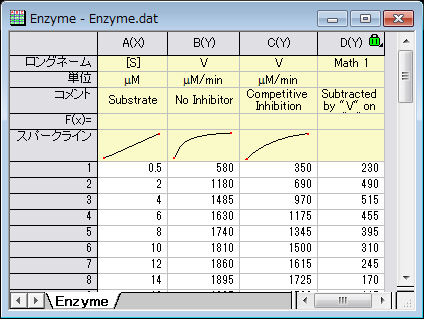 Enzyme - Enzyme.dat
A(X) B(Y) C(Y) D(Y)
ロングネーム [S] V V Math 1
単位 μM μM/min μM/min
コメント Substrate No Inhibitor Competitive Inhibition Subtracted by "V" on
F(x)=
スパークライン
1 0.5 580 350 230
2 2 1180 690 490
3 4 1485 970 515
4 6 1630 1175 455
5 8 1740 1345 395
6 10 1810 1500 310
7 12 1860 1615 245
8 14 1895 1725 170
Enzyme